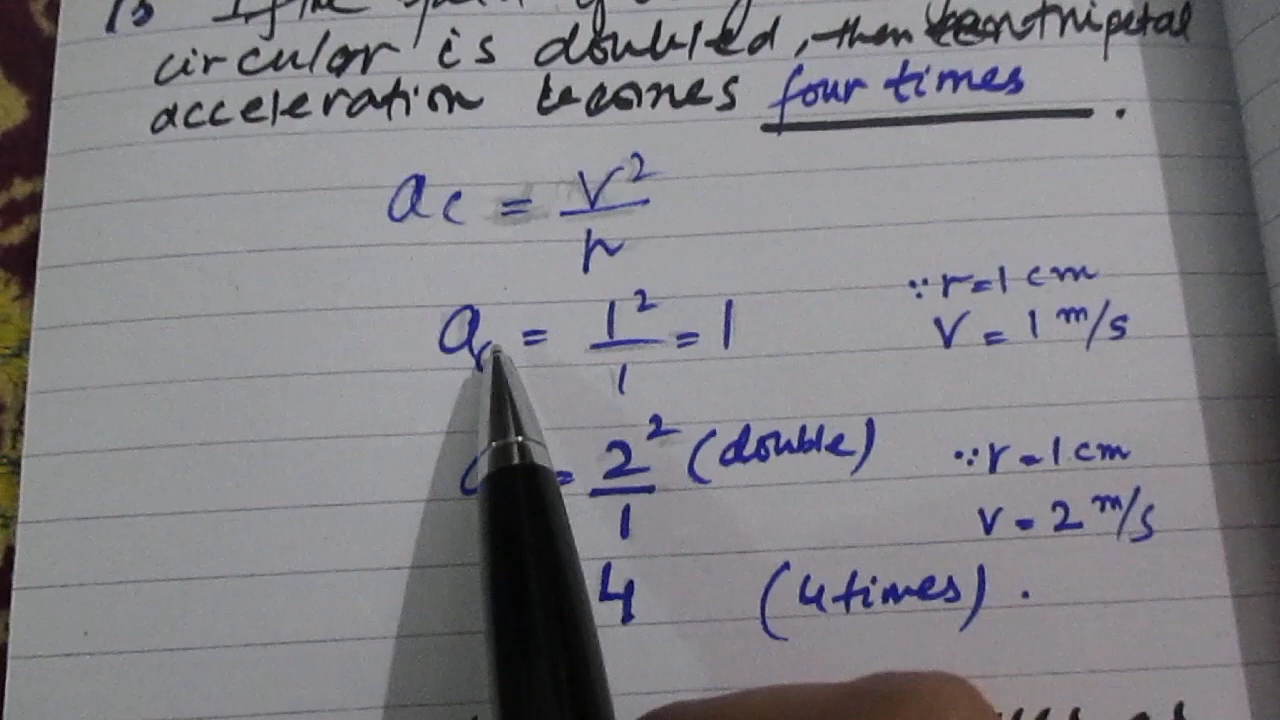 circular is doubled, then centripetal
acceleration becomes four times.
ac = v²/r
ac = 1²/1 = 1 ∵ r = 1 cm
v = 1 m/s
= 2²/1 (double) ∵ r = 1 cm
v = 2 m/s
4 (4 times).